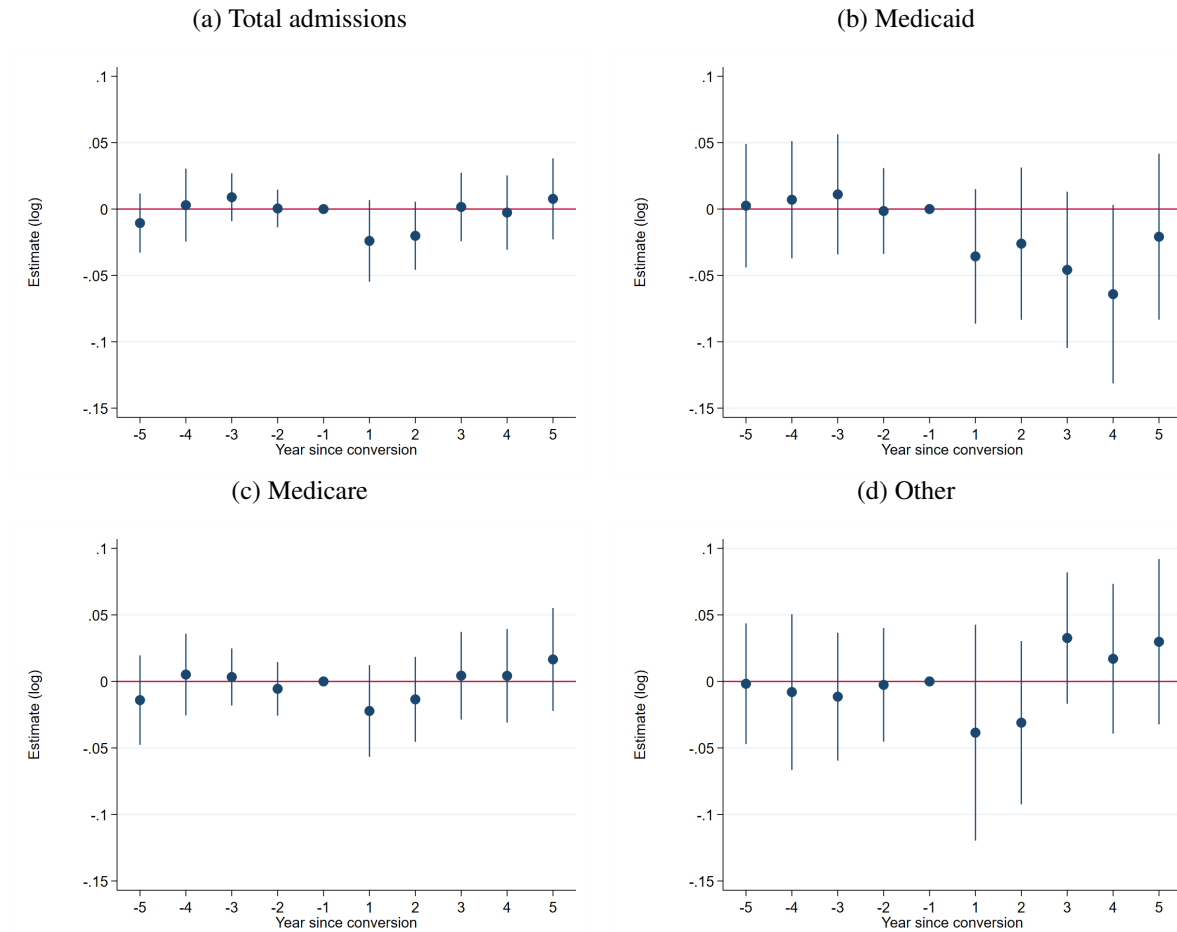 (a) Total admissions
.1
.05
0
-.05
-.1
-.15
Estimate (log)
-5 -4 -3 -2 -1 1 2 3 4 5
Year since conversion
(b) Medicaid
.1
.05
0
-.05
-.1
-.15
Estimate (log)
-5 -4 -3 -2 -1 1 2 3 4 5
Year since conversion
(c) Medicare
.1
.05
0
-.05
-.1
-.15
Estimate (log)
-5 -4 -3 -2 -1 1 2 3 4 5
Year since conversion
(d) Other
.1
.05
0
-.05
-.1
-.15
Estimate (log)
-5 -4 -3 -2 -1 1 2 3 4 5
Year since conversion